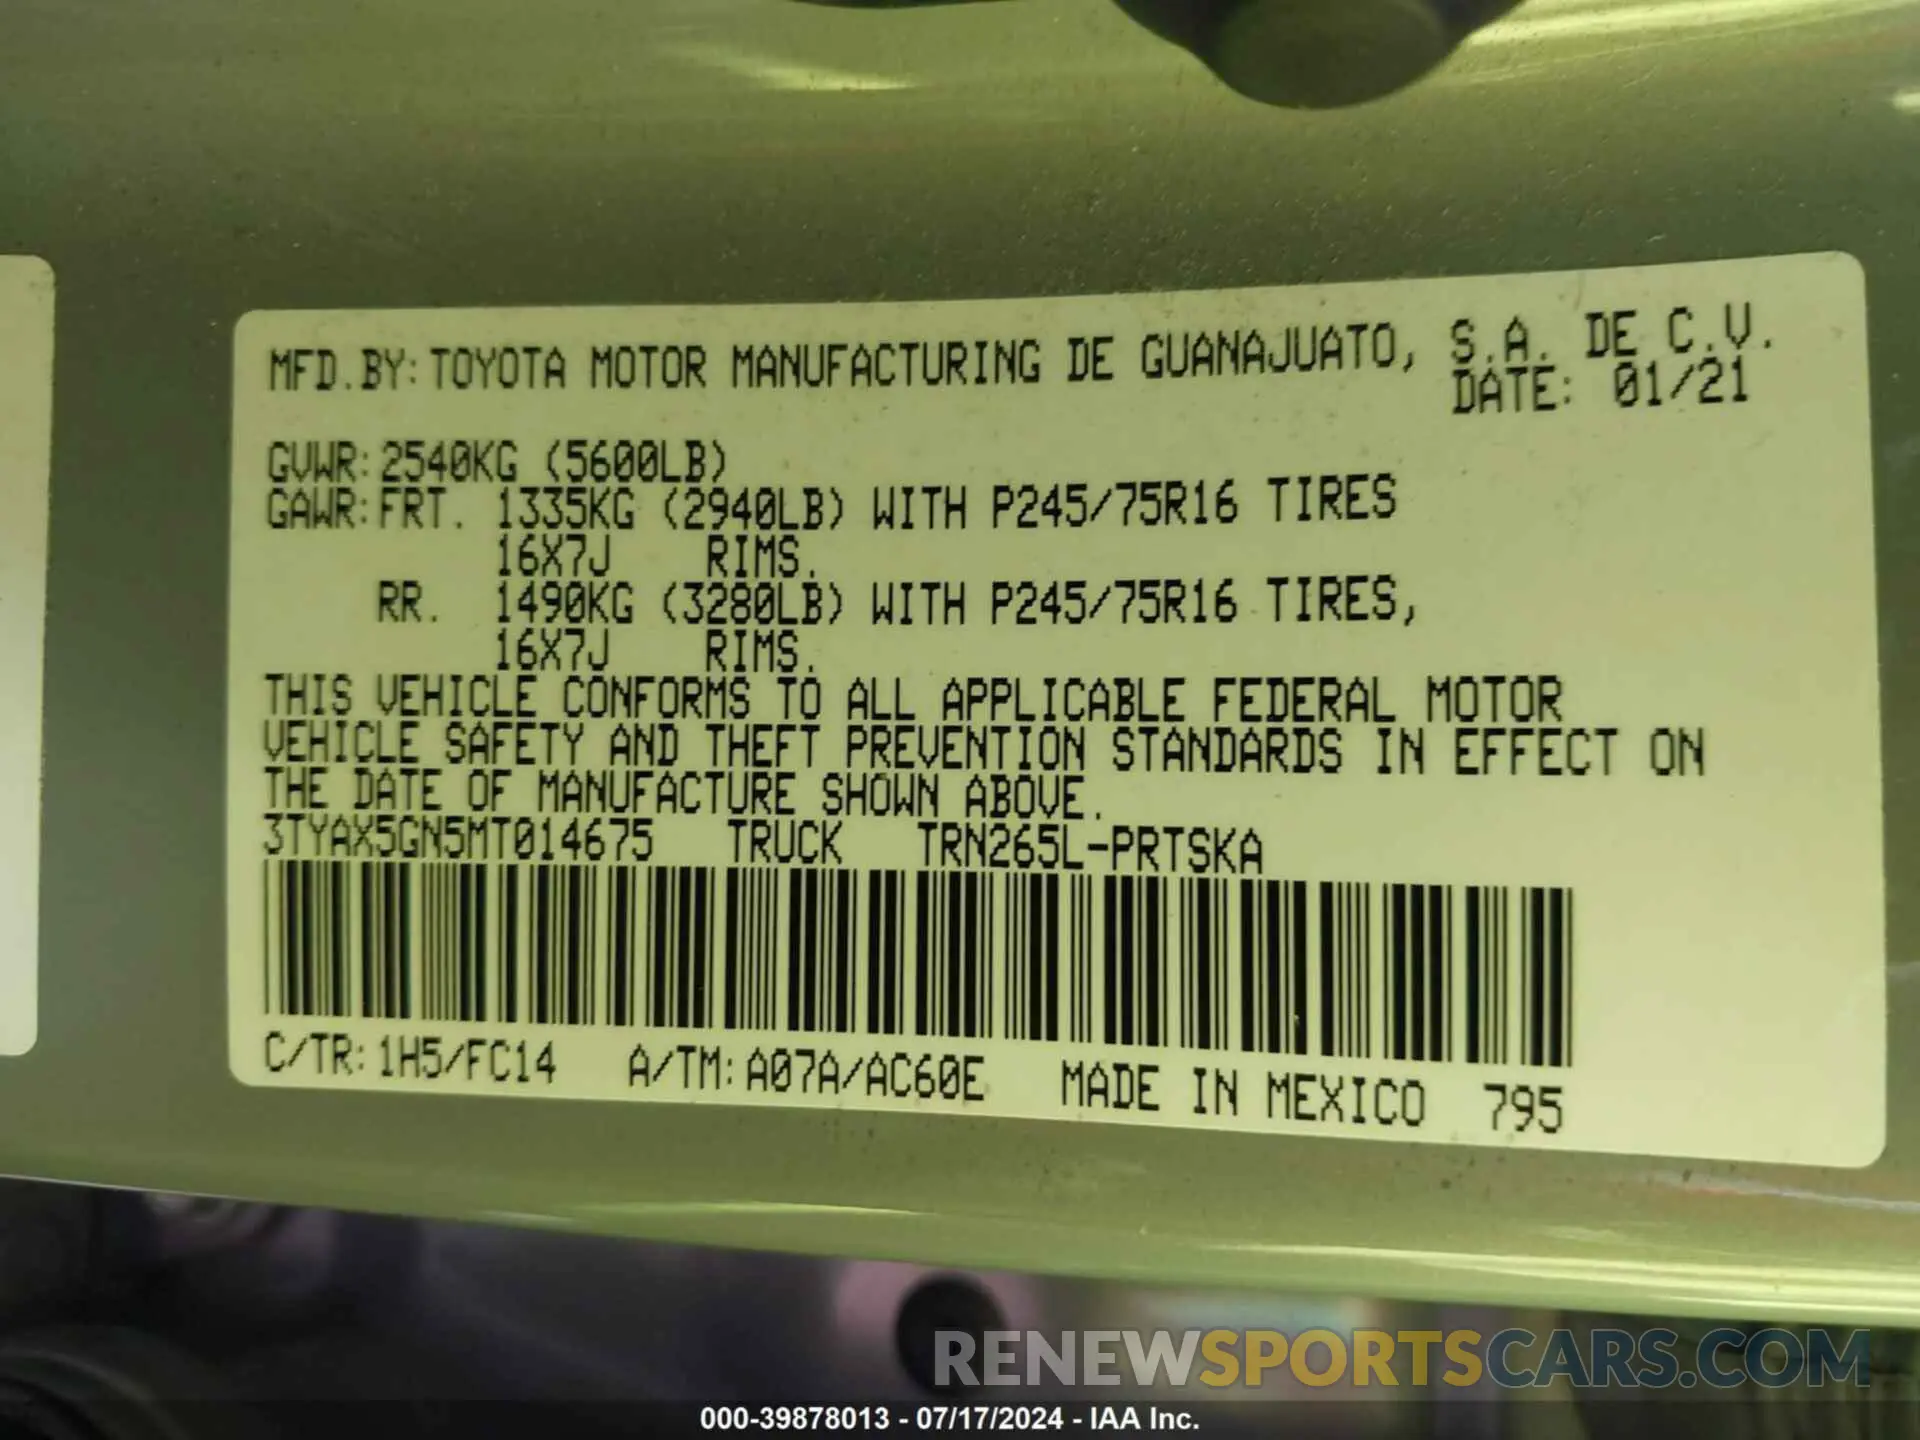 MFD.BY: TOYOTA MOTOR MANUFACTURING DE GUANAJUATO, S.A. DE C.V.
DATE: 01/21
GVWR: 2540KG (5600LB)
GAWR: FRT. 1335KG (2940LB) WITH P245/75R16 TIRES
16X7J RIMS.
RR. 1490KG (3280LB) WITH P245/75R16 TIRES,
16X7J RIMS.
THIS VEHICLE CONFORMS TO ALL APPLICABLE FEDERAL MOTOR
VEHICLE SAFETY AND THEFT PREVENTION STANDARDS IN EFFECT ON
THE DATE OF MANUFACTURE SHOWN ABOVE.
3TYAX5GN5MT014675 TRUCK TRN265L-PRTSKA
C/TR: 1H5/FC14 A/TM: A07A/AC60E MADE IN MEXICO 795
RENEWSPORTSCARS.COM
000-39878013 - 07/17/2024 - IAA Inc.